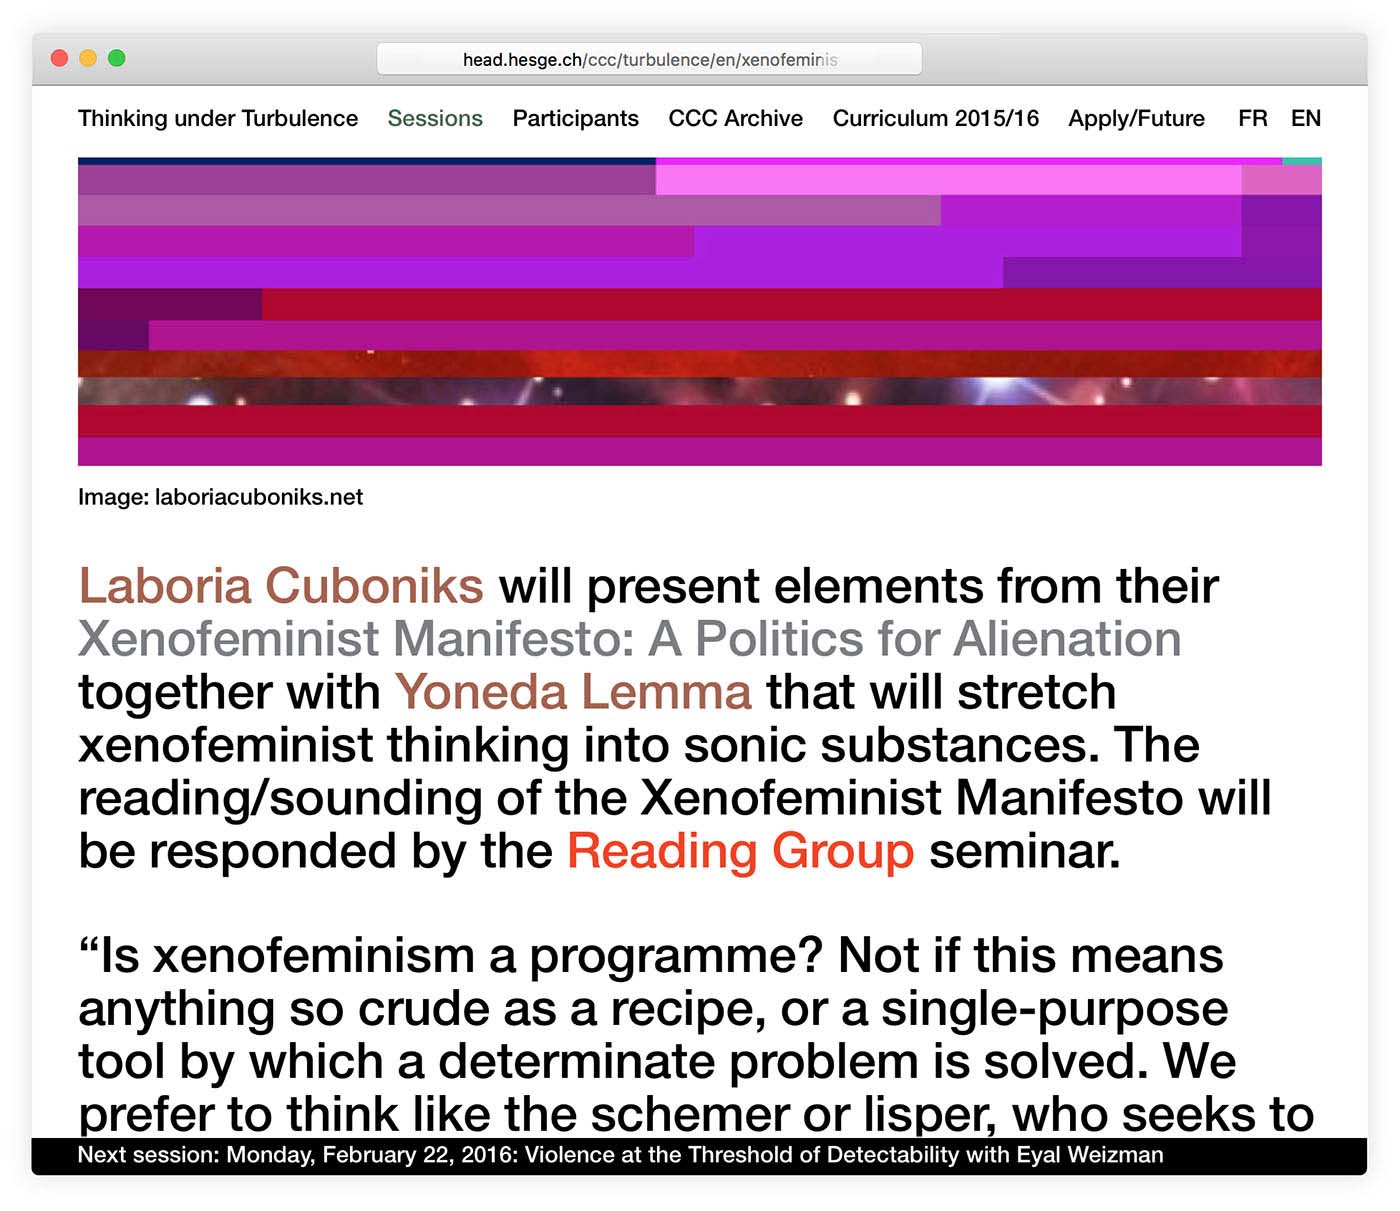 head.hesge.ch/ccc/turbulence/en/xenofeminis
Thinking under Turbulence Sessions Participants CCC Archive Curriculum 2015/16 Apply/Future FR EN
Image: laboriacuboniks.net
Laboria Cuboniks will present elements from their
Xenofeminist Manifesto: A Politics for Alienation
together with Yoneda Lemma that will stretch
xenofeminist thinking into sonic substances. The
reading/sounding of the Xenofeminist Manifesto will
be responded by the Reading Group seminar.
“Is xenofeminism a programme? Not if this means
anything so crude as a recipe, or a single-purpose
tool by which a determinate problem is solved. We
prefer to think like the schemer or lisper, who seeks to
Next session: Monday, February 22, 2016: Violence at the Threshold of Detectability with Eyal Weizman